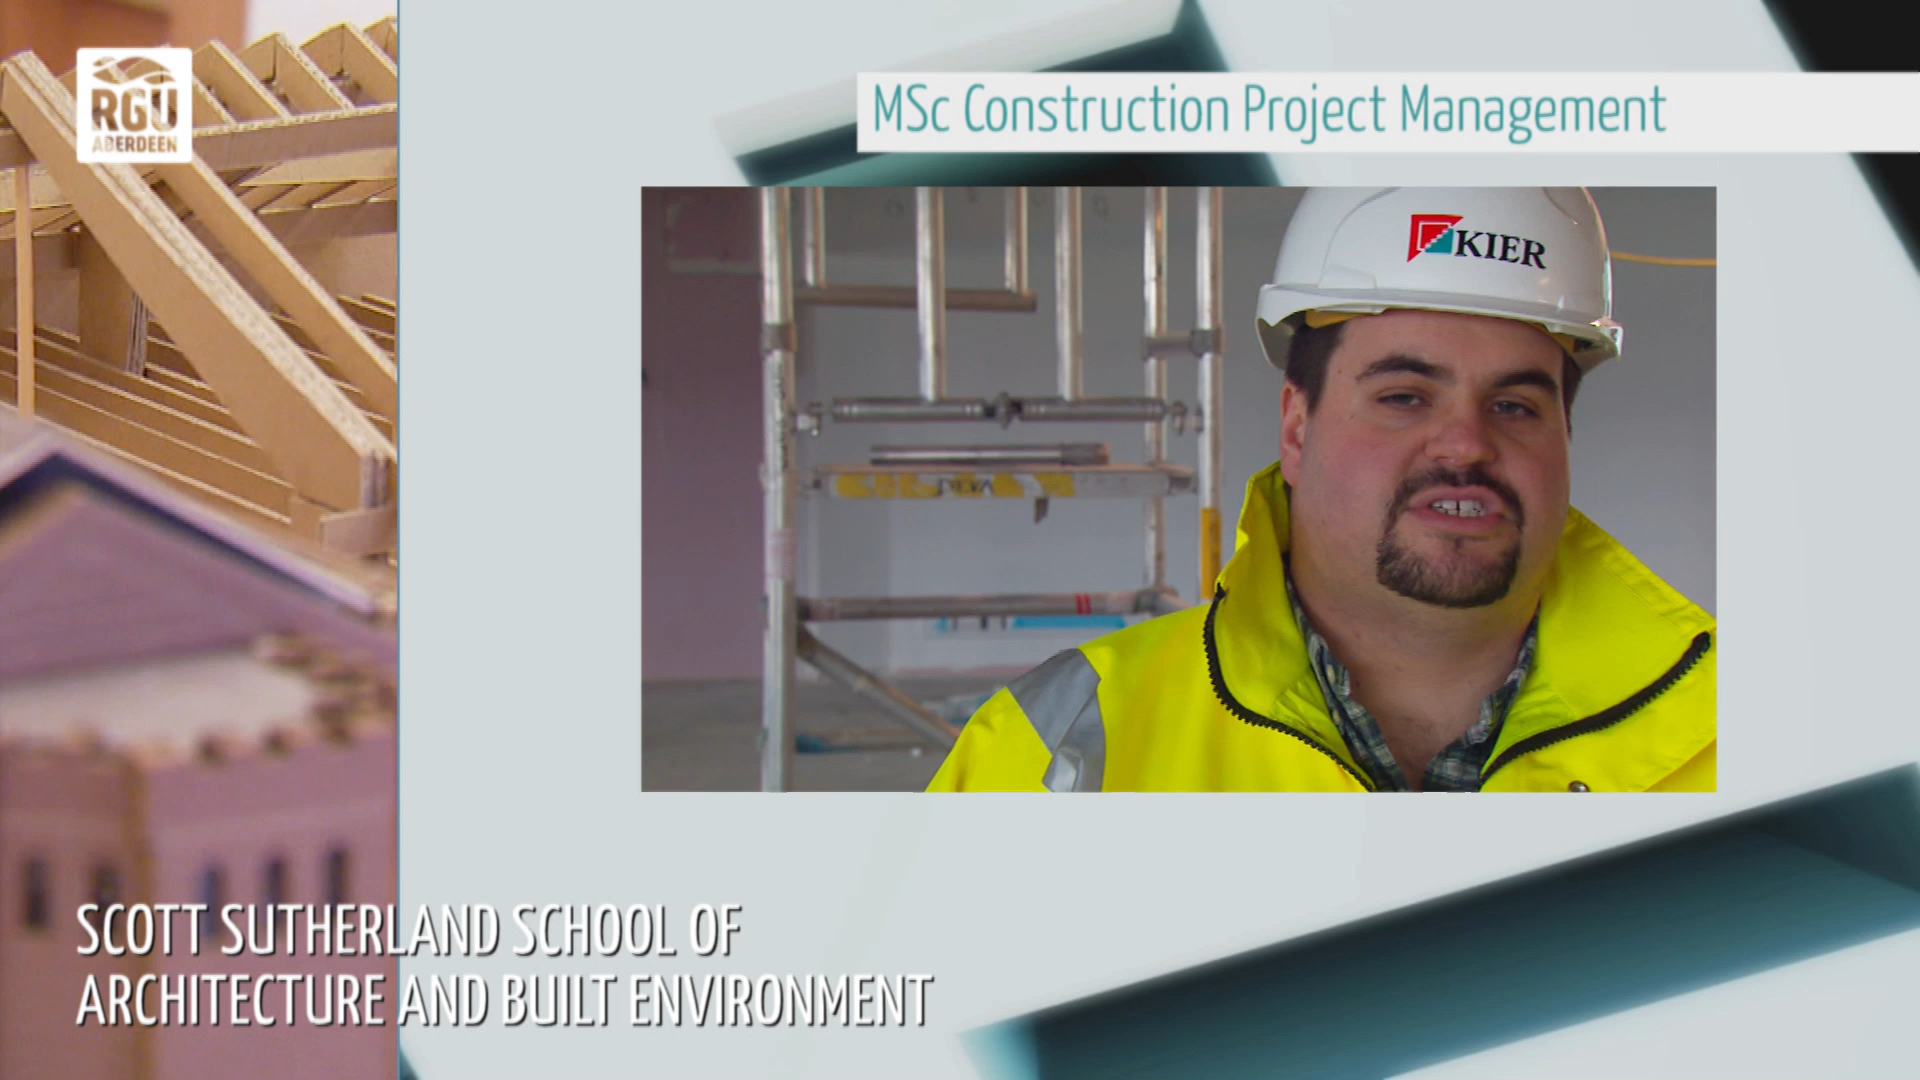 RGU
ABERDEEN
MSc Construction Project Management
KIER
SCOTT SUTHERLAND SCHOOL OF
ARCHITECTURE AND BUILT ENVIRONMENT